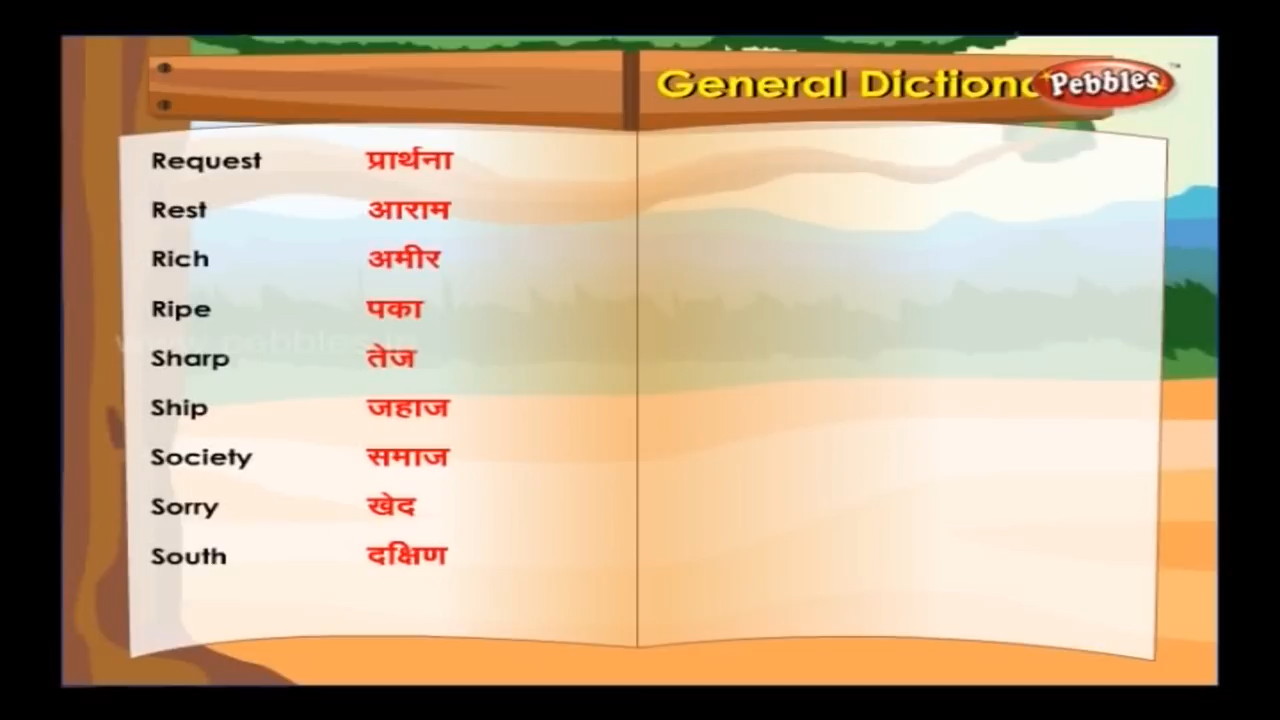 General Dictiona
Pebbles
Request प्रार्थना
Rest आराम
Rich अमीर
Ripe पका
Sharp तेज
Ship जहाज
Society समाज
Sorry खेद
South दक्षिण